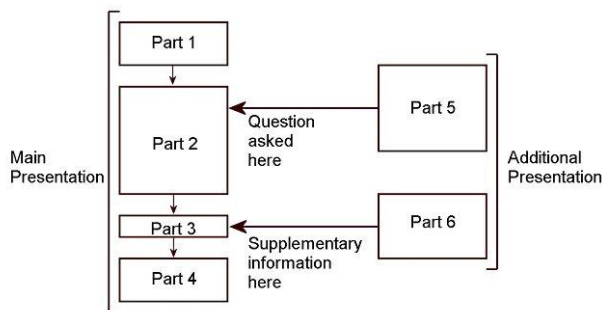 Part 1
Part 2
Part 3
Part 4
Main
Presentation
Question
asked
here
Supplementary
information
here
Part 5
Part 6
Additional
Presentation